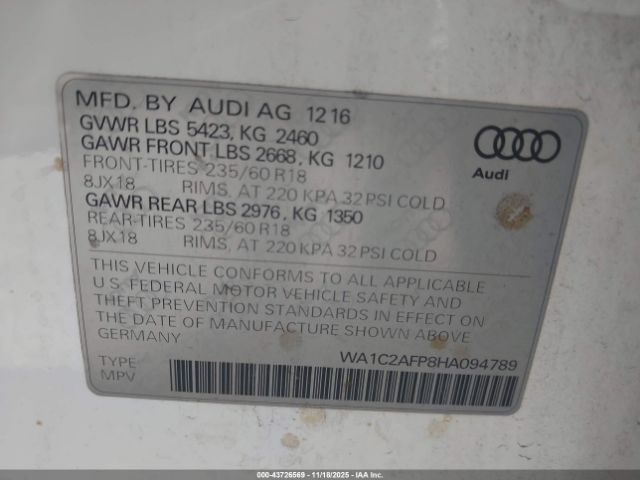 MFD. BY AUDI AG 12 16
GVWR LBS 5423, KG 2460
GAWR FRONT LBS 2668, KG 1210
FRONT-TIRES 235/60 R18
8JX18 RIMS, AT 220 KPA 32 PSI COLD
GAWR REAR LBS 2976, KG 1350
REAR-TIRES 235/60 R18
8JX18 RIMS, AT 220 KPA 32 PSI COLD
Audi
THIS VEHICLE CONFORMS TO ALL APPLICABLE
U.S. FEDERAL MOTOR VEHICLE SAFETY AND
THEFT PREVENTION STANDARDS IN EFFECT ON
THE DATE OF MANUFACTURE SHOWN ABOVE
GERMANY
WA1C2AFP8HA094789
TYPE
MPV
000-43726569 - 11/18/2025 - IAAI.COM